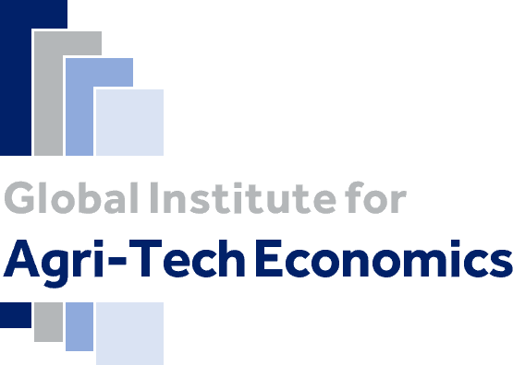 Global Institute for
Agri-Tech Economics